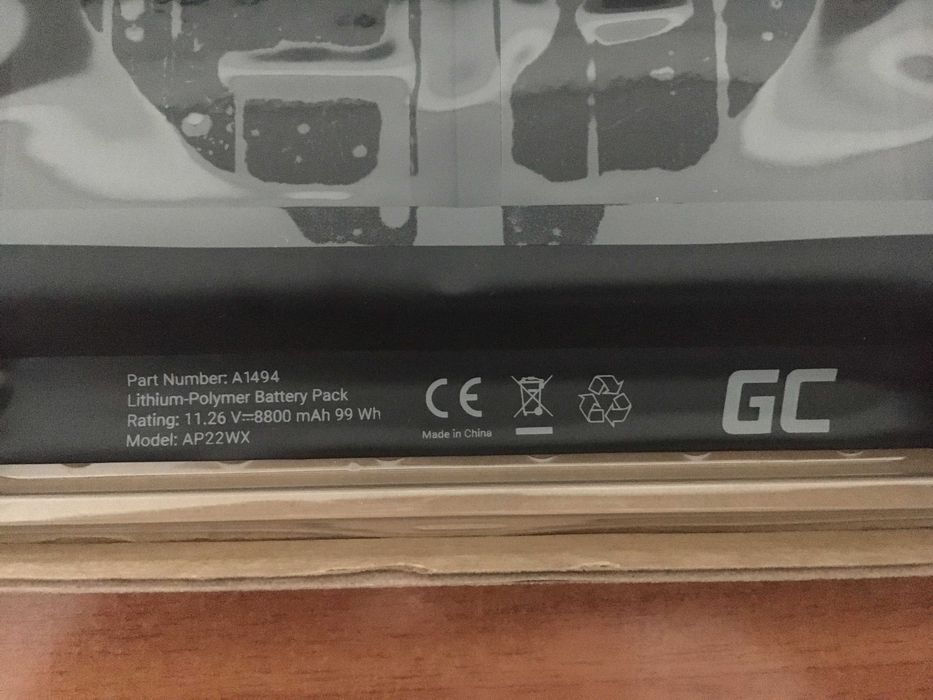 Part Number: A1494
Lithium-Polymer Battery Pack
Rating: 11.26 V⎓8800 mAh 99 Wh
Model: AP22WX
CE
Made in China
GC